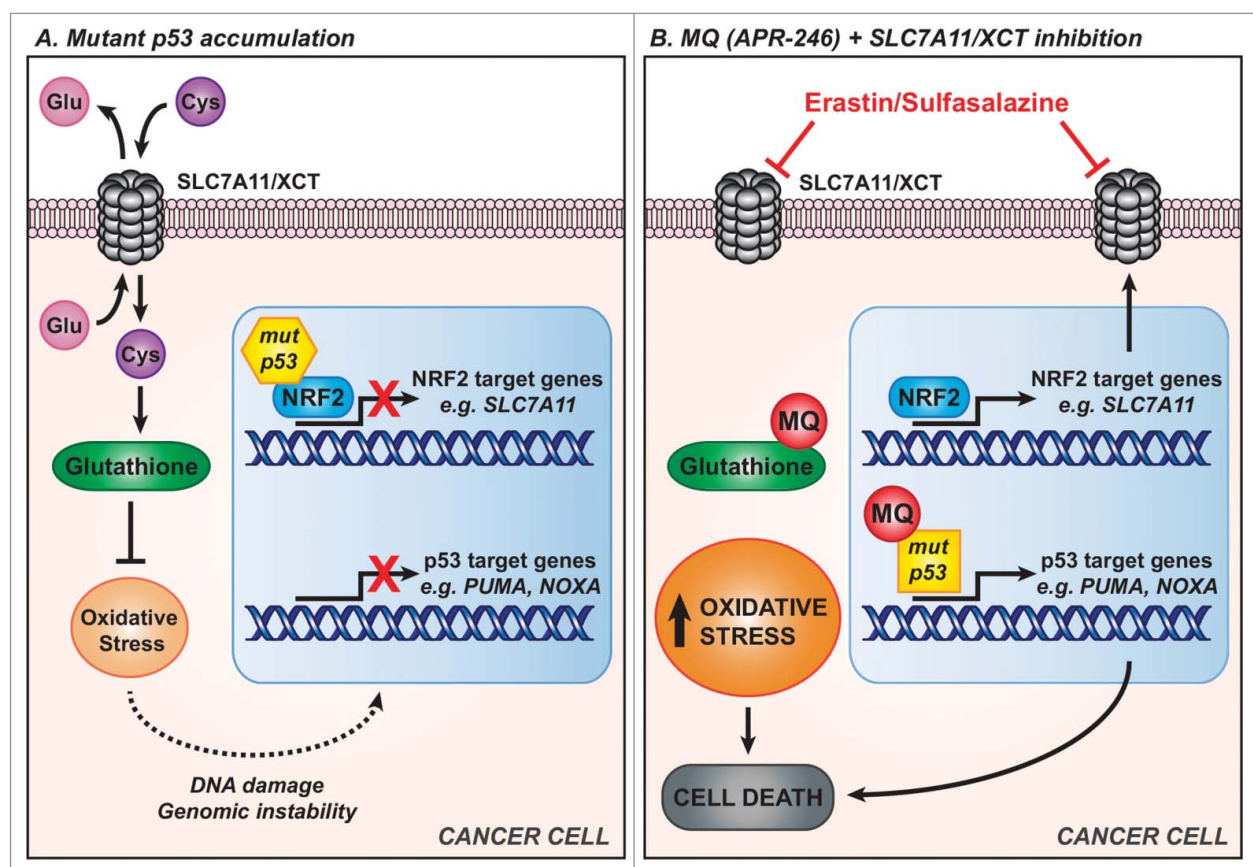 A. Mutant p53 accumulation
Glu
Cys
SLC7A11/XCT
Glu
Cys
Glutathione
Oxidative
Stress
DNA damage
Genomic instability
mut
p53
NRF2
X
NRF2 target genes
e.g. SLC7A11
X
p53 target genes
e.g. PUMA, NOXA
CANCER CELL
B. MQ (APR-246) + SLC7A11/XCT inhibition
Erastin/Sulfasalazine
SLC7A11/XCT
MQ
Glutathione
NRF2
NRF2 target genes
e.g. SLC7A11
MQ
mut
p53
p53 target genes
e.g. PUMA, NOXA
OXIDATIVE
STRESS
CELL DEATH
CANCER CELL